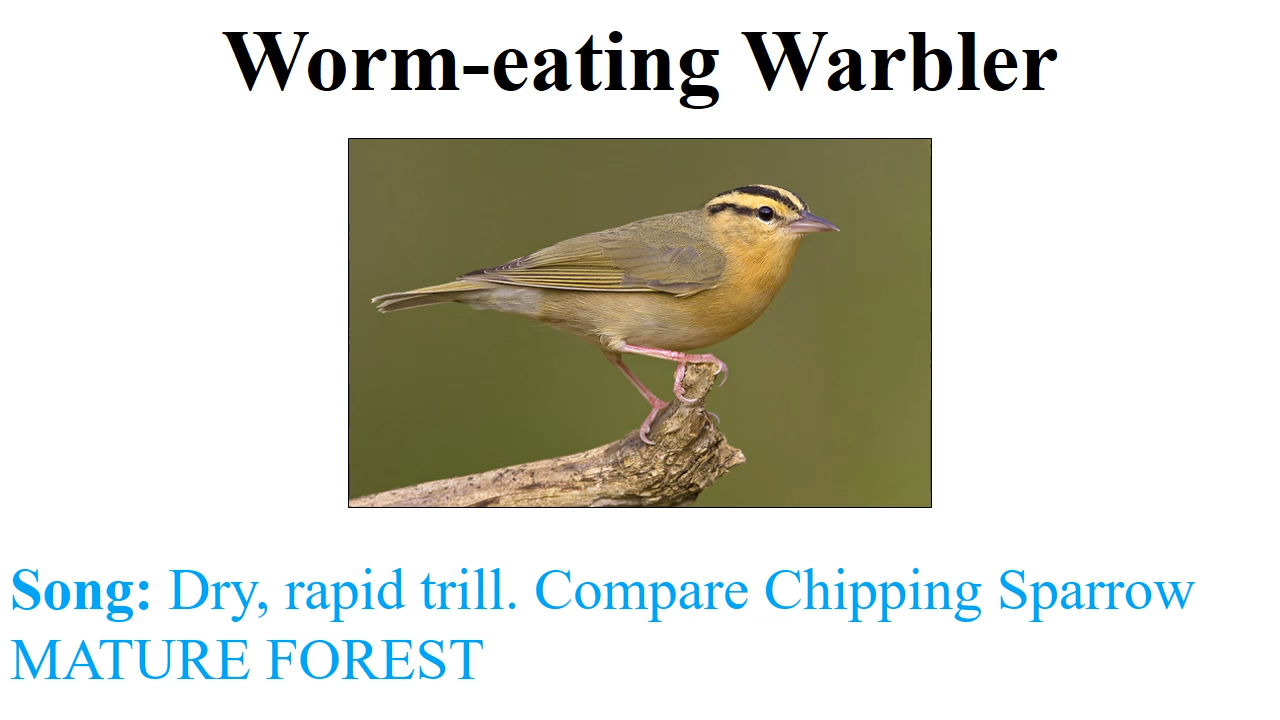 Worm-eating Warbler
Song: Dry, rapid trill. Compare Chipping Sparrow
MATURE FOREST